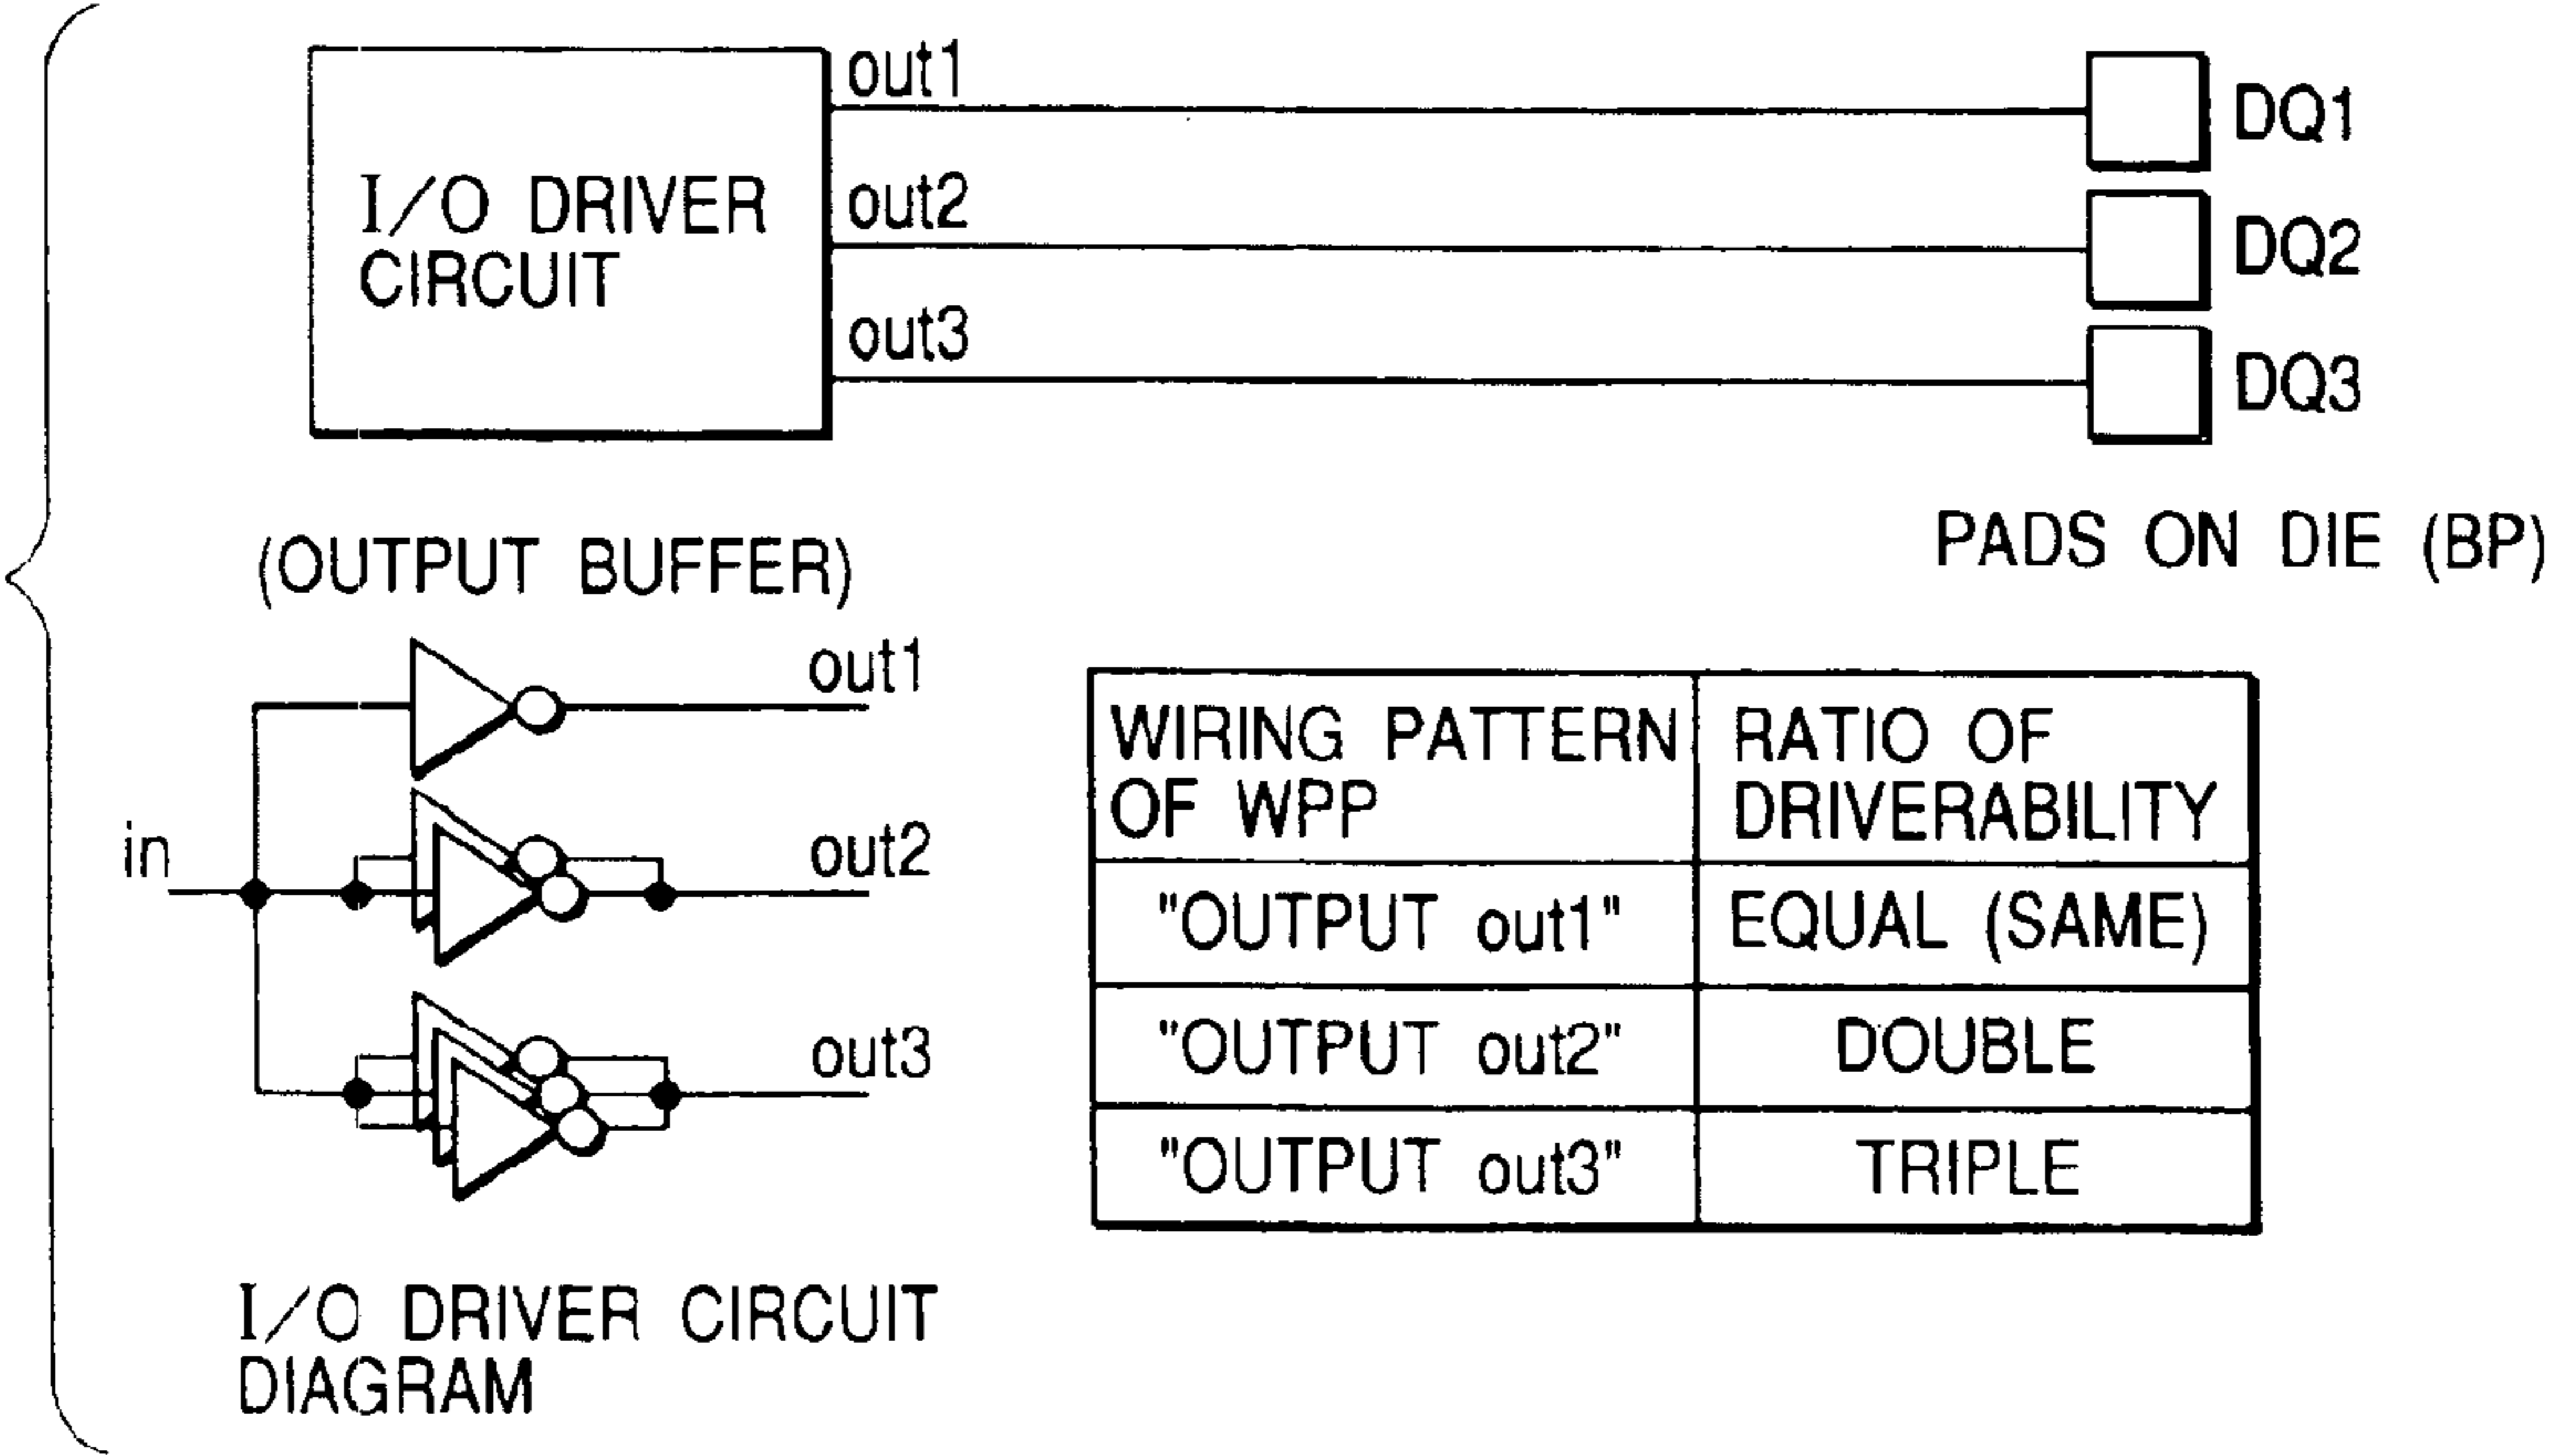 out1
DQ1
I/O DRIVER
CIRCUIT
out2
DQ2
out3
DQ3
(OUTPUT BUFFER)
PADS ON DIE (BP)
in
out1
out2
out3
I/O DRIVER CIRCUIT
DIAGRAM
WIRING PATTERN
OF WPP
RATIO OF
DRIVERABILITY
"OUTPUT out1"
EQUAL (SAME)
"OUTPUT out2"
DOUBLE
"OUTPUT out3"
TRIPLE